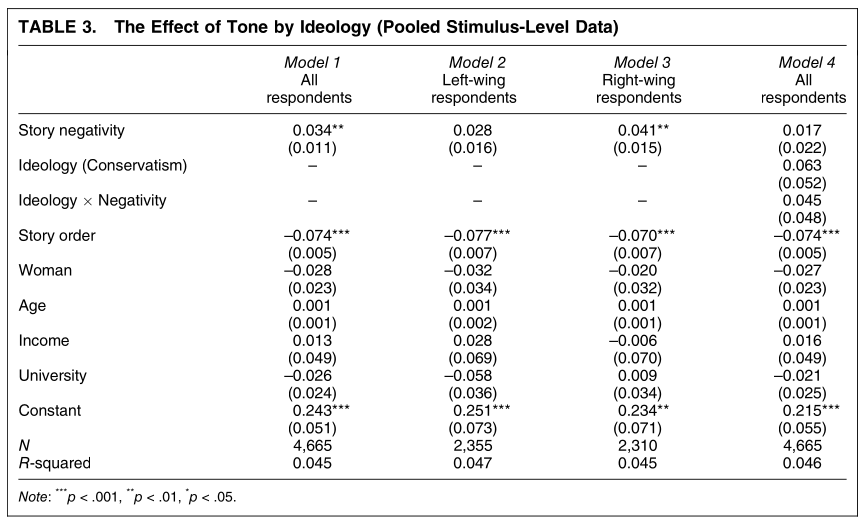 TABLE 3. The Effect of Tone by Ideology (Pooled Stimulus-Level Data)
Model 1 Model 2 Model 3 Model 4
All Left-wing Right-wing All
respondents respondents respondents respondents
Story negativity 0.034** 0.028 0.041** 0.017
(0.011) (0.016) (0.015) (0.022)
Ideology (Conservatism) – – – 0.063
(0.052)
Ideology × Negativity – – – 0.045
(0.048)
Story order –0.074*** –0.077*** –0.070*** –0.074***
(0.005) (0.007) (0.007) (0.005)
Woman –0.028 –0.032 –0.020 –0.027
(0.023) (0.034) (0.032) (0.023)
Age 0.001 0.001 0.001 0.001
(0.001) (0.002) (0.001) (0.001)
Income 0.013 0.028 –0.006 0.016
(0.049) (0.069) (0.070) (0.049)
University –0.026 –0.058 0.009 –0.021
(0.024) (0.036) (0.034) (0.025)
Constant 0.243*** 0.251*** 0.234** 0.215***
(0.051) (0.073) (0.071) (0.055)
N 4,665 2,355 2,310 4,665
R-squared 0.045 0.047 0.045 0.046
Note: ***p < .001, **p < .01, *p < .05.